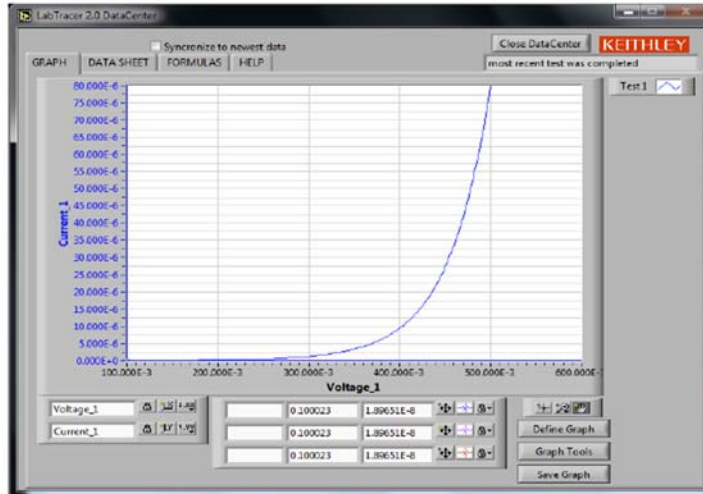 LabTracer 2.0 DataCenter
Syncronize to newest data
Close DataCenter
KEITHLEY
GRAPH
DATA SHEET
FORMULAS
HELP
most recent test was completed
Test1
80.000E-6
75.000E-6
70.000E-6
65.000E-6
60.000E-6
55.000E-6
50.000E-6
45.000E-6
40.000E-6
35.000E-6
30.000E-6
25.000E-6
20.000E-6
15.000E-6
10.000E-6
5.000E-6
0.000E+0
Current_1
100.000E-3
200.000E-3
300.000E-3
400.000E-3
500.000E-3
600.000E-3
Voltage_1
Voltage_1
Current_1
0.100023 1.89651E-8
0.100023 1.89651E-8
0.100023 1.89651E-8
Define Graph
Graph Tools
Save Graph